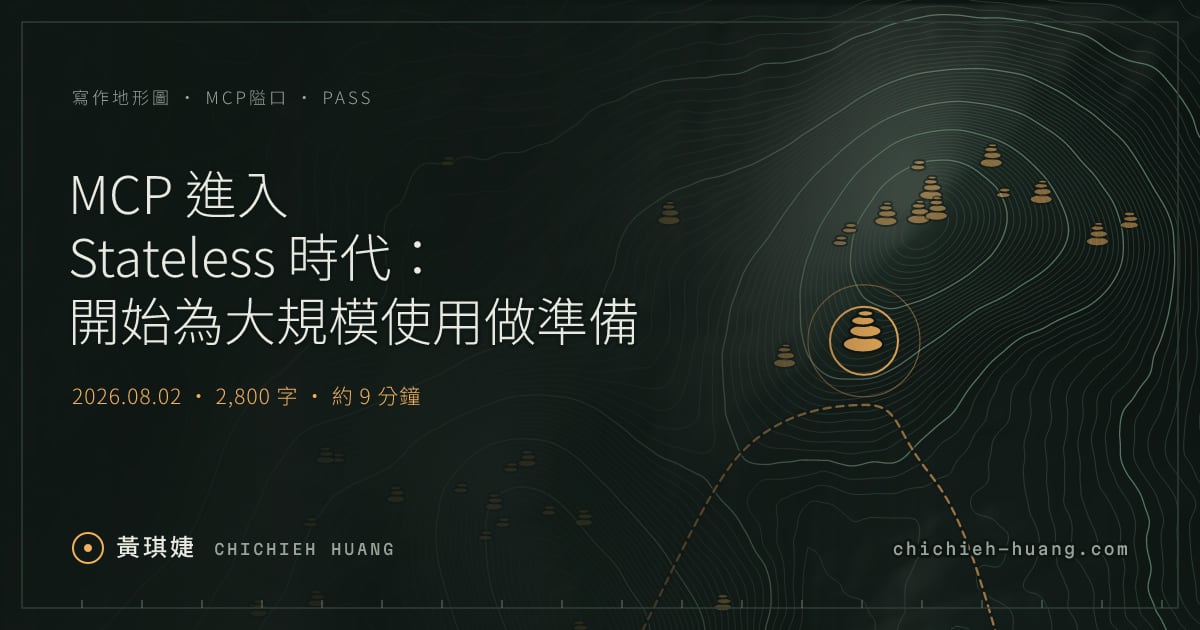 寫作地形圖 · MCP隘口 · PASS
MCP 進入
Stateless 時代：
開始為大規模使用做準備
2026.08.02 · 2,800 字 · 約 9 分鐘
黃琪婕 CHICHIEH HUANG
chichieh-huang.com